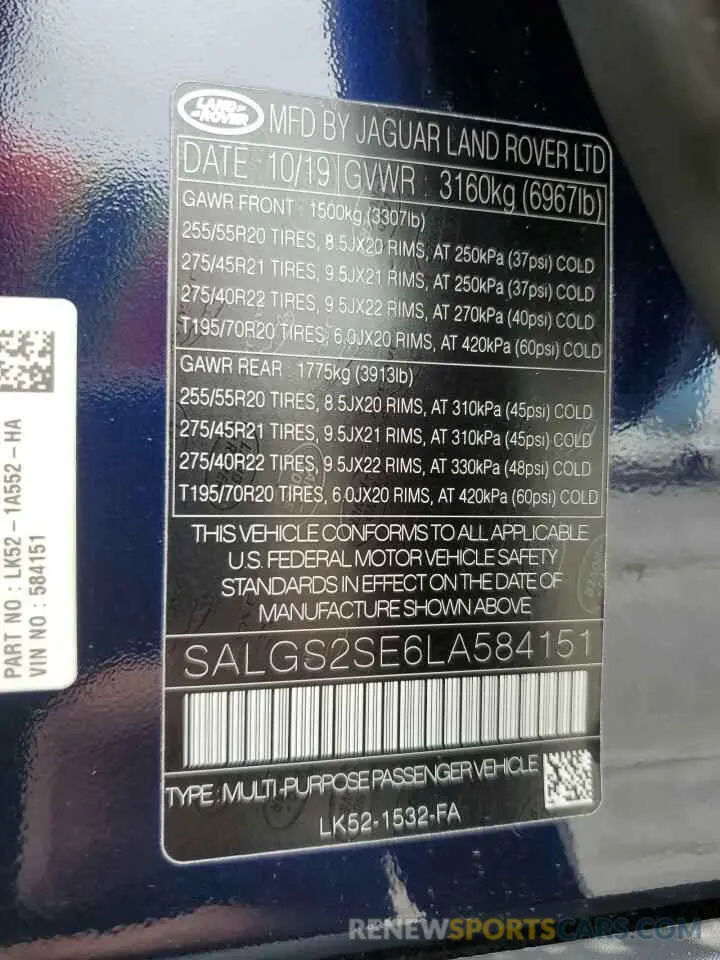 LAND
ROVER
MFD BY JAGUAR LAND ROVER LTD
DATE 10/19 GVWR : 3160kg (6967lb)
GAWR FRONT : 1500kg (3307lb)
255/55R20 TIRES, 8.5JX20 RIMS, AT 250kPa (37psi) COLD
275/45R21 TIRES, 9.5JX21 RIMS, AT 250kPa (37psi) COLD
275/40R22 TIRES, 9.5JX22 RIMS, AT 270kPa (40psi) COLD
T195/70R20 TIRES, 6.0JX20 RIMS, AT 420kPa (60psi) COLD
GAWR REAR : 1775kg (3913lb)
255/55R20 TIRES, 8.5JX20 RIMS, AT 310kPa (45psi) COLD
275/45R21 TIRES, 9.5JX21 RIMS, AT 310kPa (45psi) COLD
275/40R22 TIRES, 9.5JX22 RIMS, AT 330kPa (48psi) COLD
T195/70R20 TIRES, 6.0JX20 RIMS, AT 420kPa (60psi) COLD
THIS VEHICLE CONFORMS TO ALL APPLICABLE
U.S. FEDERAL MOTOR VEHICLE SAFETY
STANDARDS IN EFFECT ON THE DATE OF
MANUFACTURE SHOWN ABOVE
SALGS2SE6LA584151
TYPE : MULTI-PURPOSE PASSENGER VEHICLE
LK52-1532-FA
PART NO : LK52-1A552-HA
VIN NO : 584151
RENEWSPORTSCARS.COM